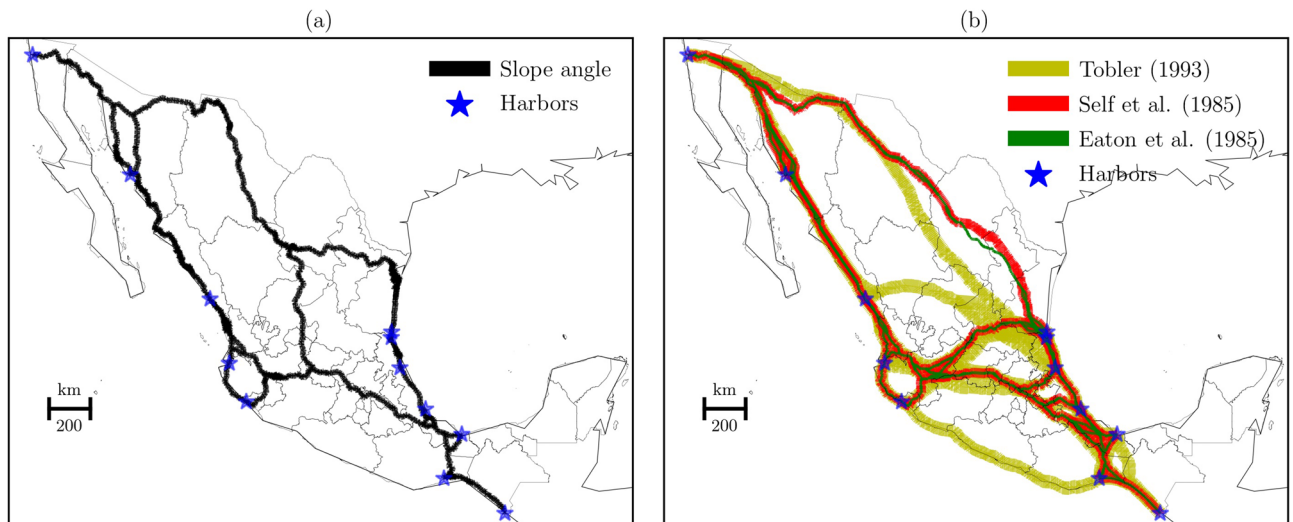 (a)
Slope angle
Harbors
km
200
(b)
Tobler (1993)
Self et al. (1985)
Eaton et al. (1985)
Harbors
km
200